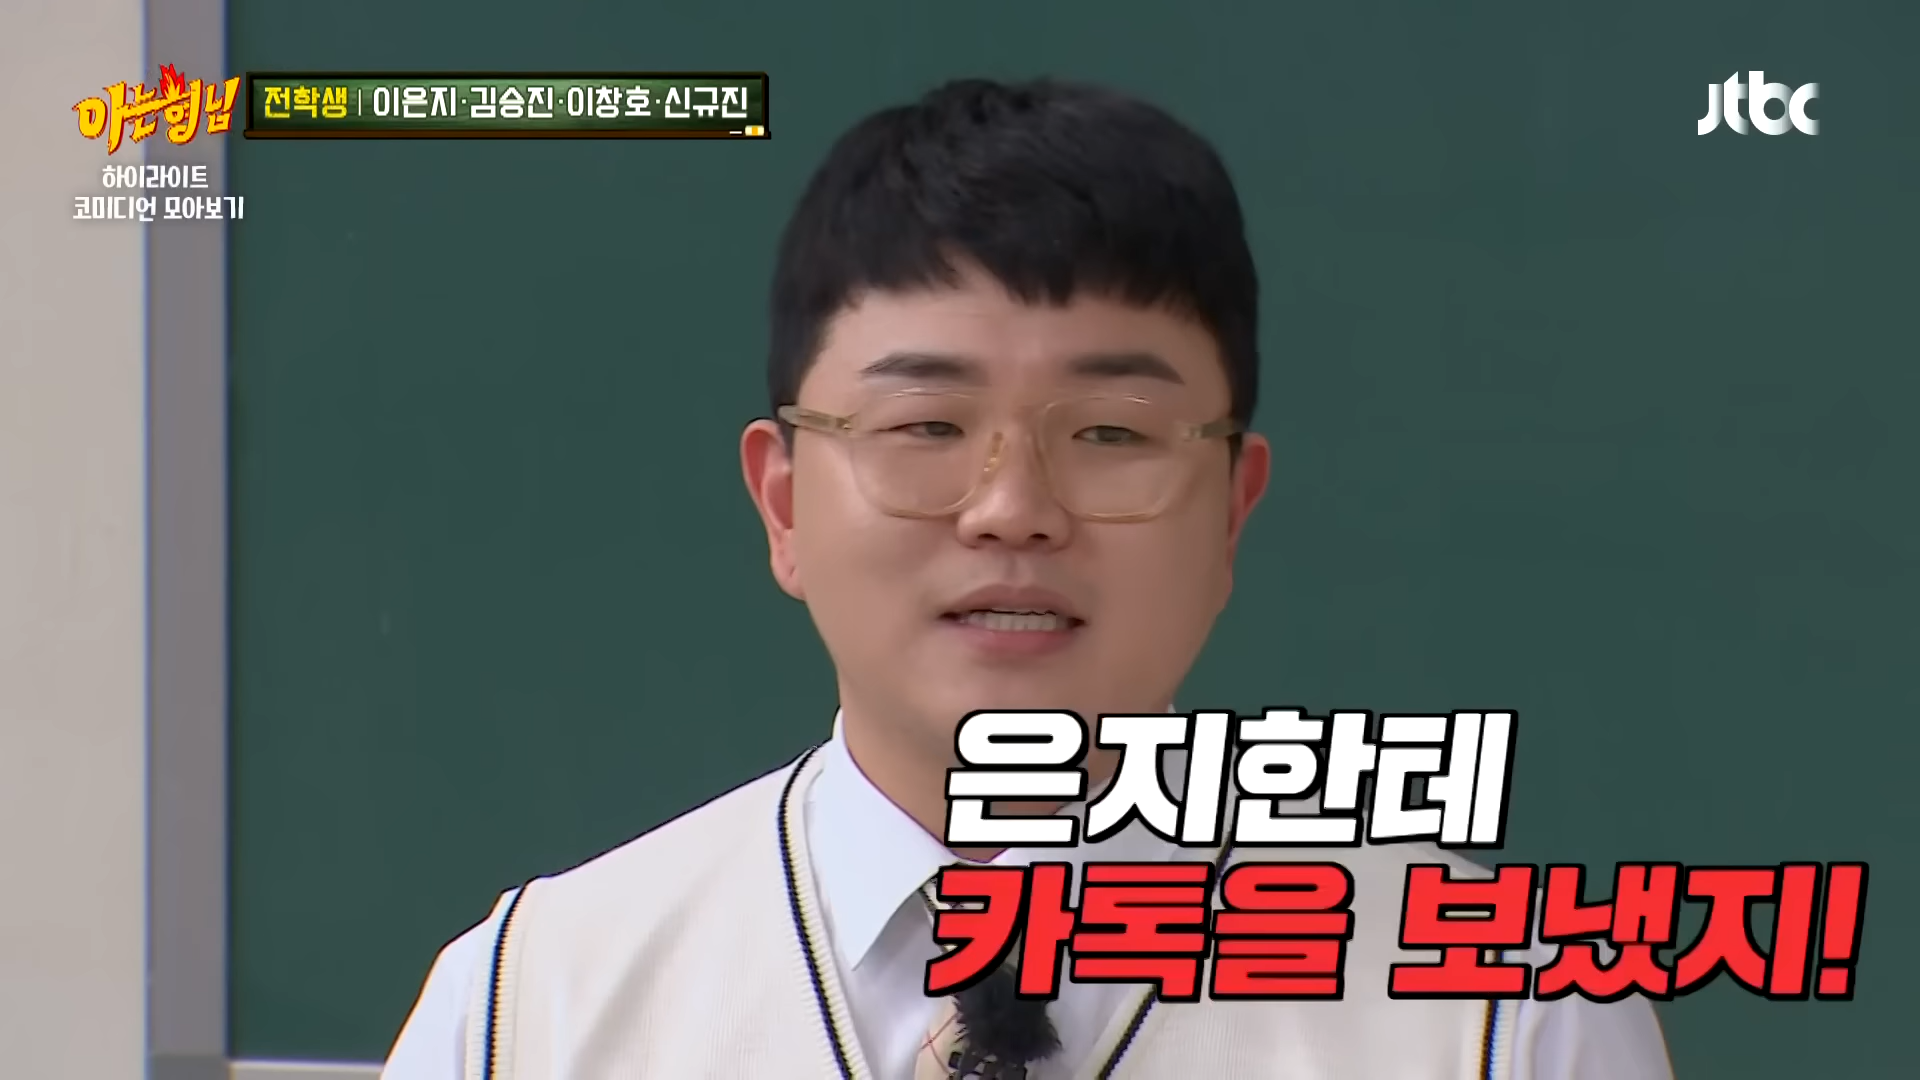 아는형님
전학생 | 이은지·김승진·이창호·신규진
하이라이트
코미디언 모아보기
jtbc
은지한테
카톡을 보냈지!